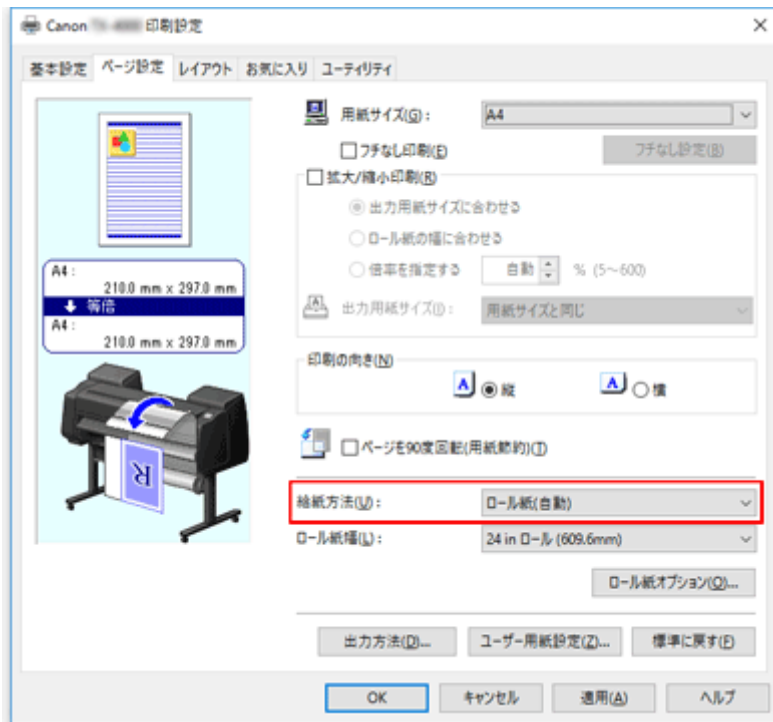 Canon 印刷設定
基本設定 ページ設定 レイアウト お気に入り ユーティリティ
用紙サイズ(G): A4
フチなし印刷(E) フチなし設定(B)
拡大/縮小印刷(R)
出力用紙サイズに合わせる
ロール紙の幅に合わせる
倍率を指定する 自動 % (5～600)
出力用紙サイズ(I): 用紙サイズと同じ
A4 :
210.0 mm x 297.0 mm
等倍
A4 :
210.0 mm x 297.0 mm
印刷の向き(N)
A 縦 A 横
ページを90度回転(用紙節約)(T)
R
給紙方法(U): ロール紙(自動)
ロール紙幅(L): 24 in ロール (609.6mm)
ロール紙オプション(O)...
出力方法(D)... ユーザー用紙設定(Z)... 標準に戻す(F)
OK キャンセル 適用(A) ヘルプ